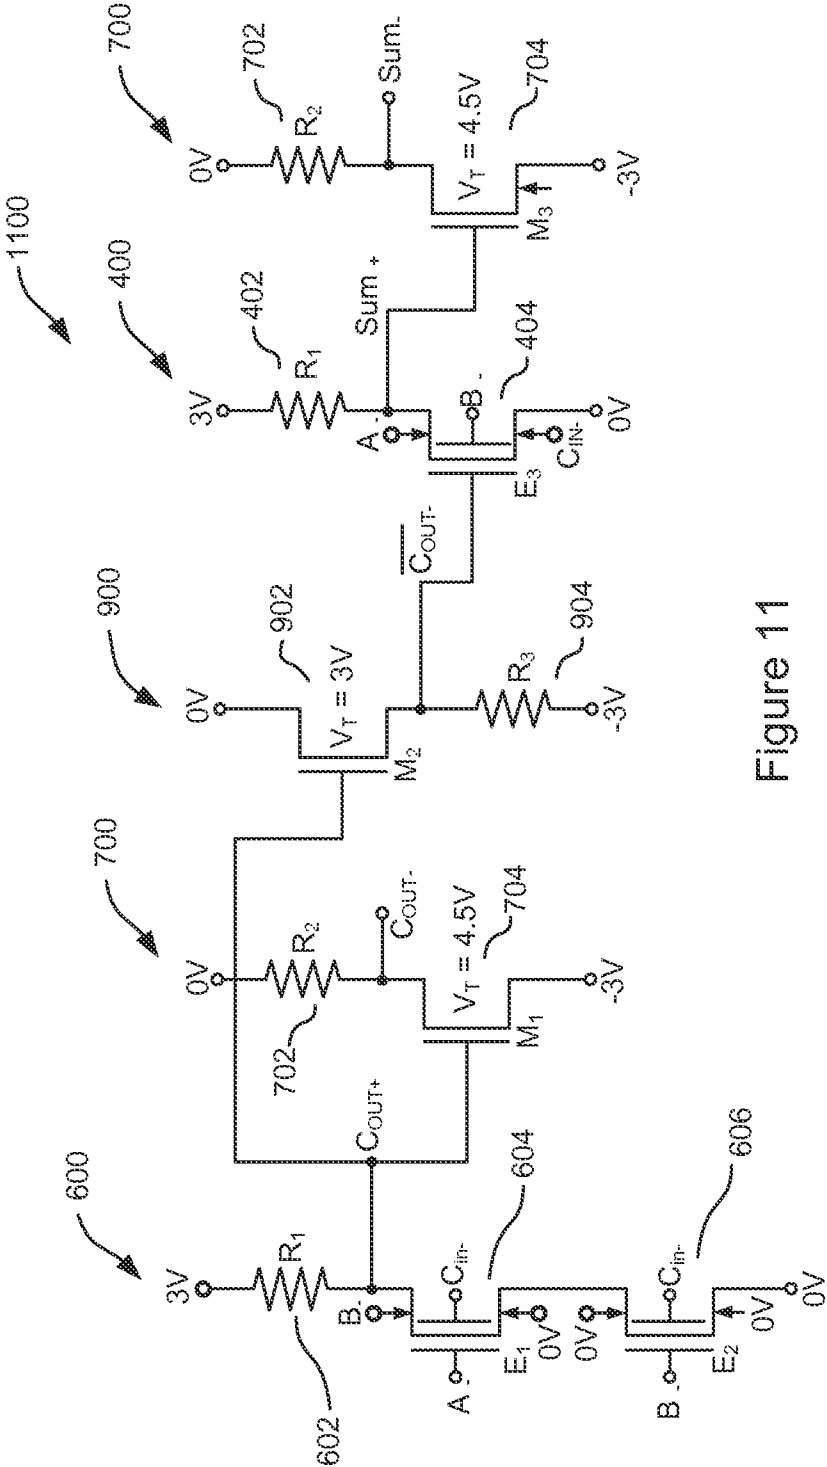 1100
600
3V
R₁
602
B-
Cin-
604
A-
E₁
0V
0V
Cin-
606
B-
E₂
0V
0V
COUT+
700
0V
R₂
702
COUT-
VT = 4.5V
704
M₁
-3V
900
0V
902
VT = 3V
M₂
R₃
904
-3V
COUT-
400
3V
402
R₁
Sum +
A-
B-
404
E₃
CIN-
0V
700
0V
702
R₂
Sum-
VT = 4.5V
704
M₃
-3V
Figure 11